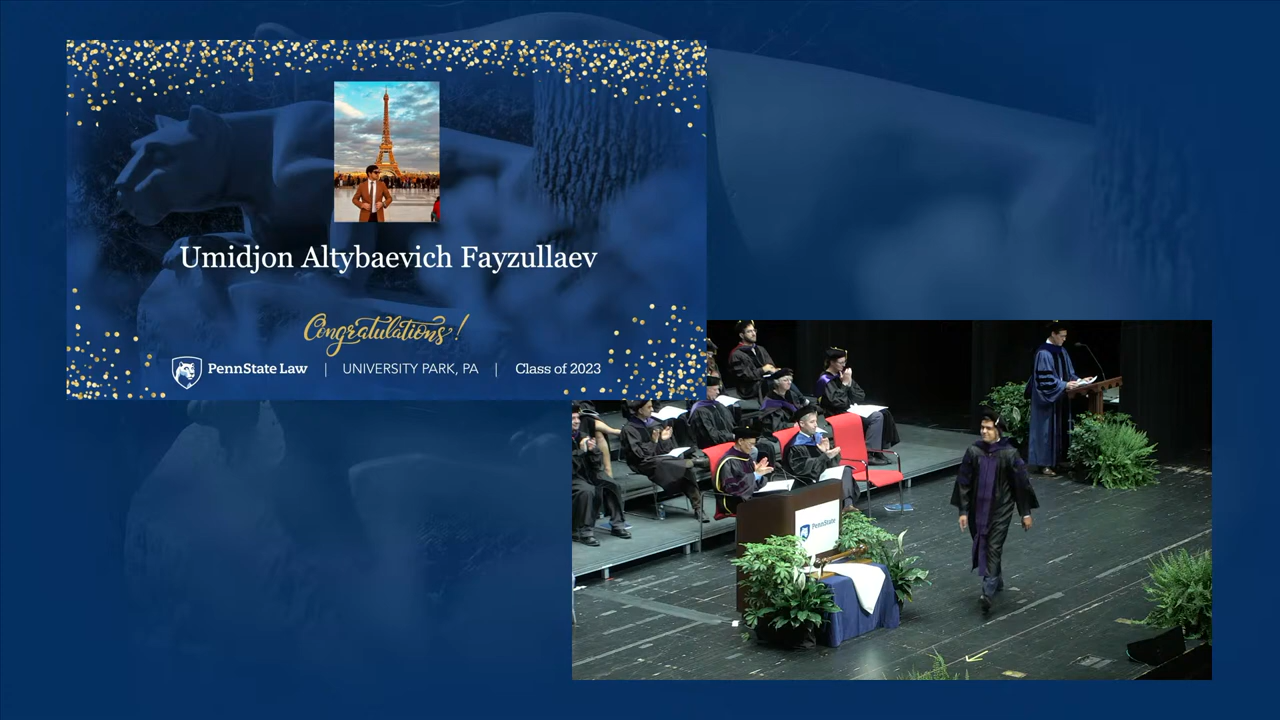 Umidjon Altybaevich Fayzullaev
Congratulations!
PennState Law | UNIVERSITY PARK, PA | Class of 2023
PennState